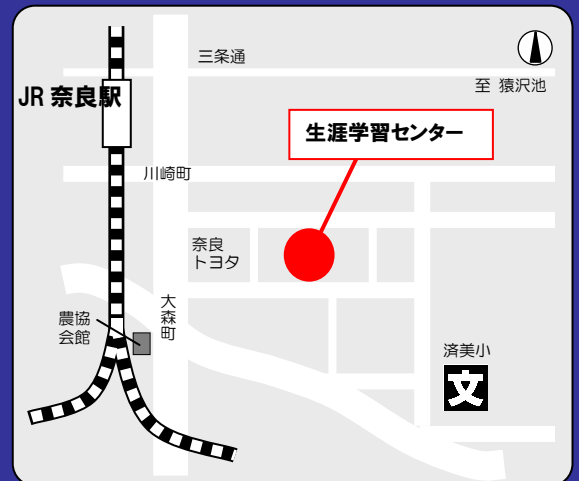 三条通
至 猿沢池
JR 奈良駅
生涯学習センター
川崎町
奈良
トヨタ
大森町
農協
会館
済美小
文